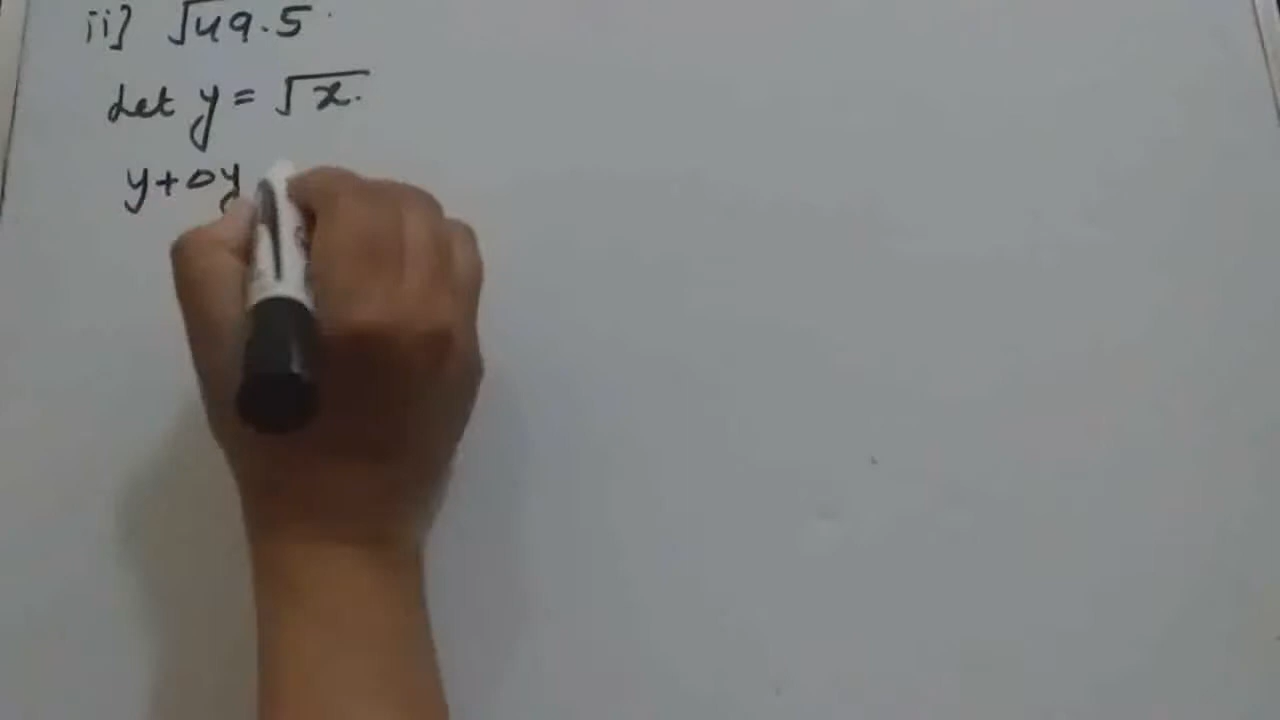 ii] √49.5
Let y = √x.
y+Δy